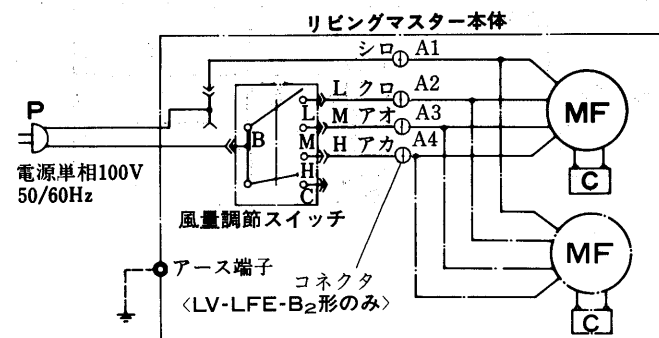 リビングマスター本体
シロ A1
L クロ A2
M アオ A3
H アカ A4
P
B
L
M
H
C
MF
C
電源単相100V
50/60Hz
風量調節スイッチ
MF
C
アース端子
コネクタ
〈LV-LFE-B₂形のみ〉